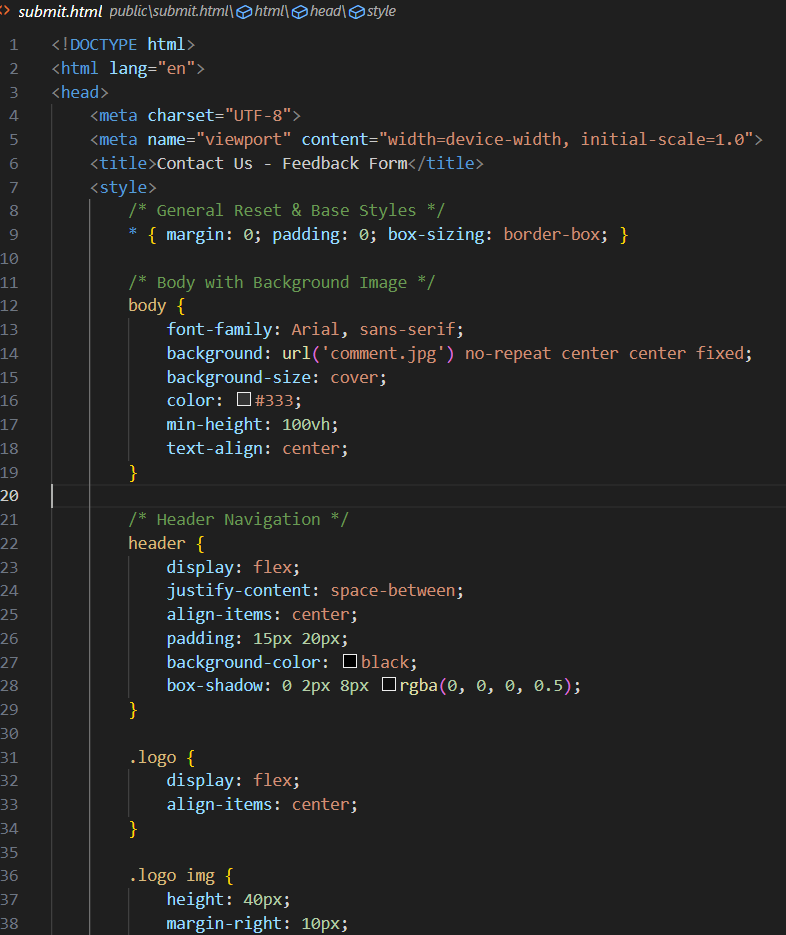 submit.html public\submit.html\html\head\style
1 <!DOCTYPE html>
2 <html lang="en">
3 <head>
4     <meta charset="UTF-8">
5     <meta name="viewport" content="width=device-width, initial-scale=1.0">
6     <title>Contact Us - Feedback Form</title>
7     <style>
8         /* General Reset & Base Styles */
9         * { margin: 0; padding: 0; box-sizing: border-box; }
10
11         /* Body with Background Image */
12         body {
13             font-family: Arial, sans-serif;
14             background: url('comment.jpg') no-repeat center center fixed;
15             background-size: cover;
16             color: #333;
17             min-height: 100vh;
18             text-align: center;
19         }
20
21         /* Header Navigation */
22         header {
23             display: flex;
24             justify-content: space-between;
25             align-items: center;
26             padding: 15px 20px;
27             background-color: black;
28             box-shadow: 0 2px 8px rgba(0, 0, 0, 0.5);
29         }
30
31         .logo {
32             display: flex;
33             align-items: center;
34         }
35
36         .logo img {
37             height: 40px;
38             margin-right: 10px;